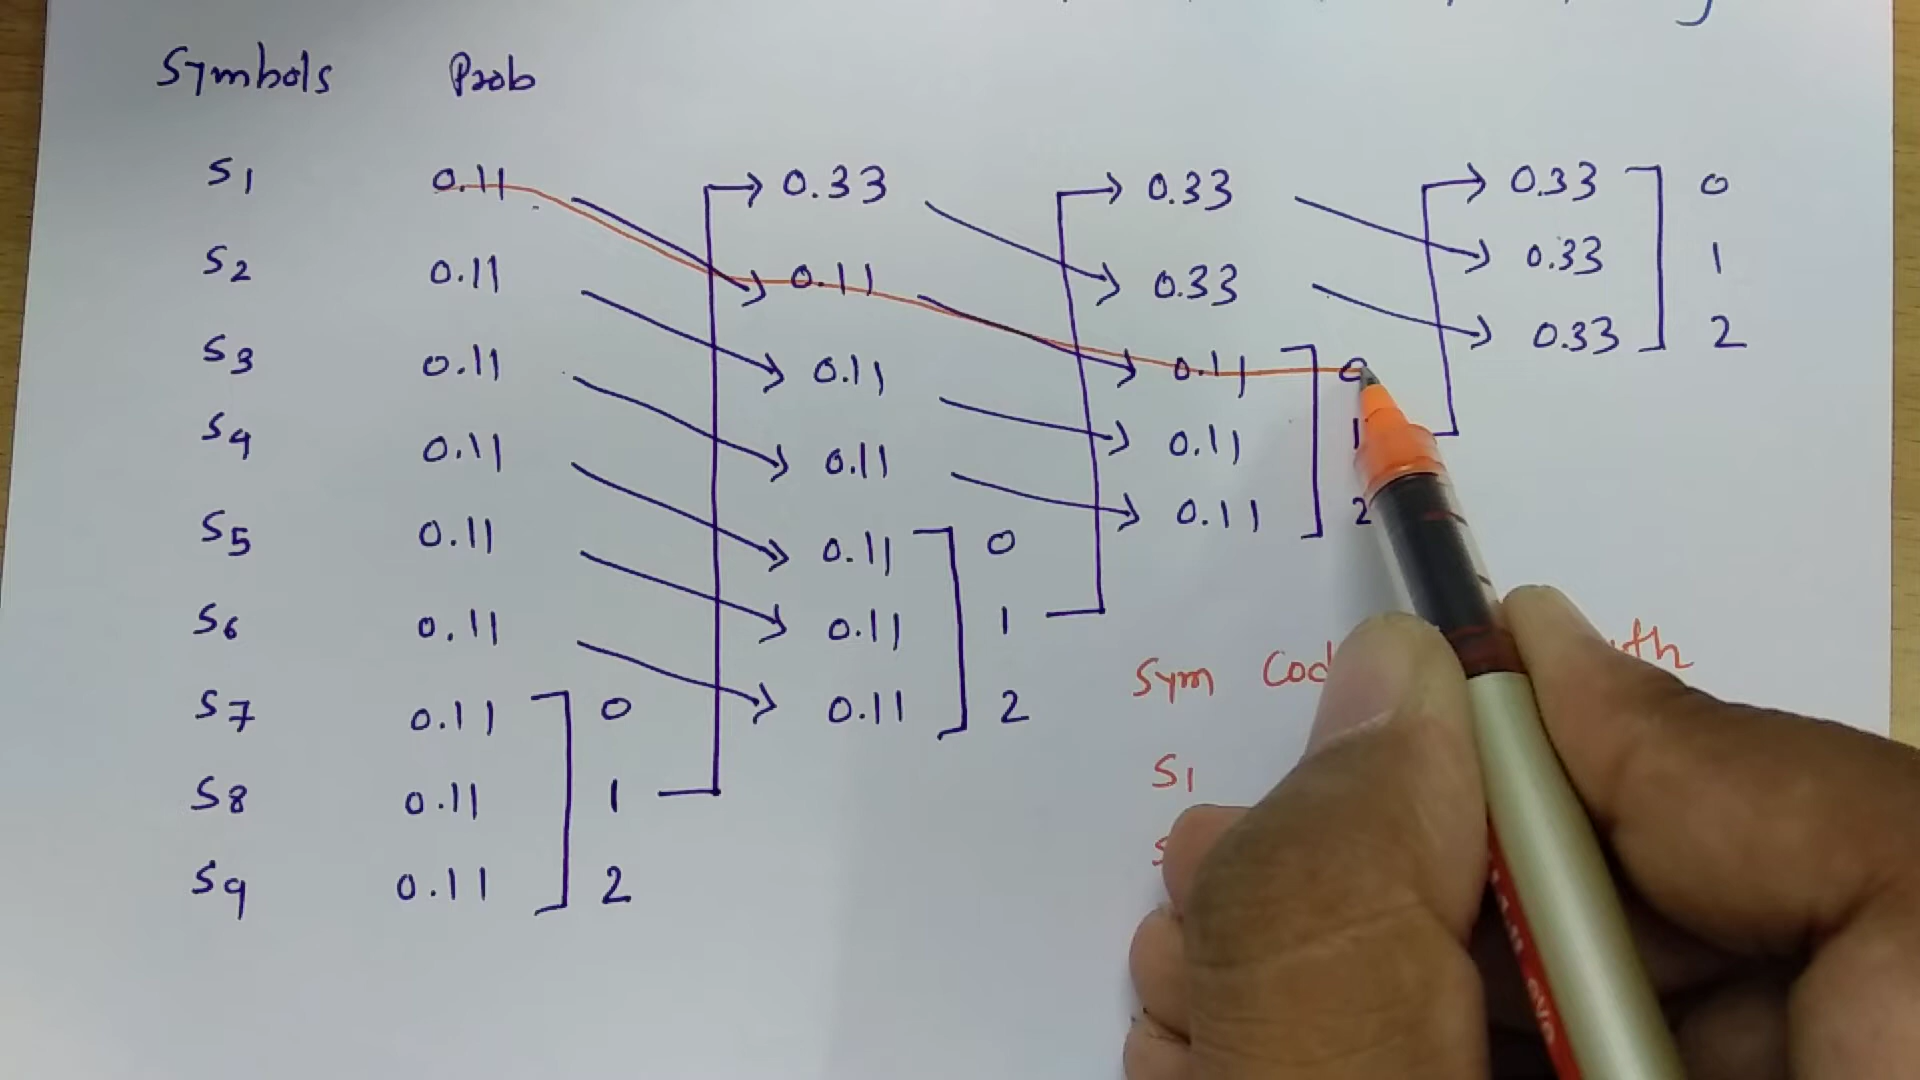 Symbols Prob
S1 0.11 0.33 0.33 0.33 0
S2 0.11 0.11 0.33 0.33 1
S3 0.11 0.11 0.11 0 0.33 2
S4 0.11 0.11 0.11 1
S5 0.11 0.11 0 0.11 2
S6 0.11 0.11 1
S7 0.11 0 0.11 2
S8 0.11 1
S9 0.11 2
Sym
S1